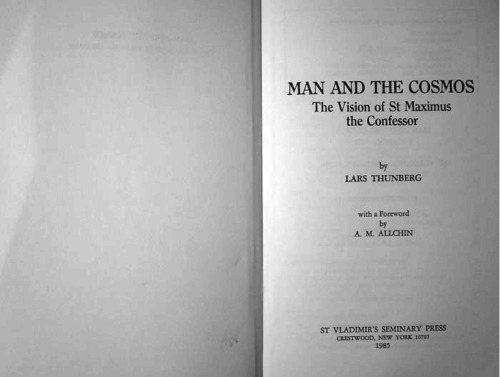 MAN AND THE COSMOS
The Vision of St Maximus
the Confessor
by
LARS THUNBERG
with a Foreword
by
A. M. ALLCHIN
ST VLADIMIR'S SEMINARY PRESS
CRESTWOOD, NEW YORK 10707
1985